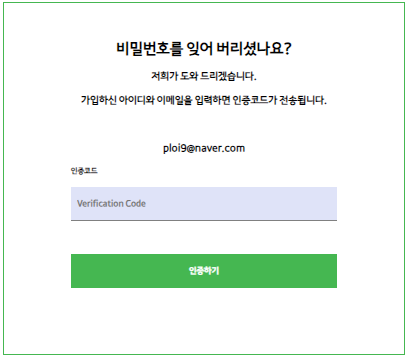 비밀번호를 잊어 버리셨나요?
저희가 도와 드리겠습니다.
가입하신 아이디와 이메일을 입력하면 인증코드가 전송됩니다.
ploi9@naver.com
인증코드
Verification Code
인증하기